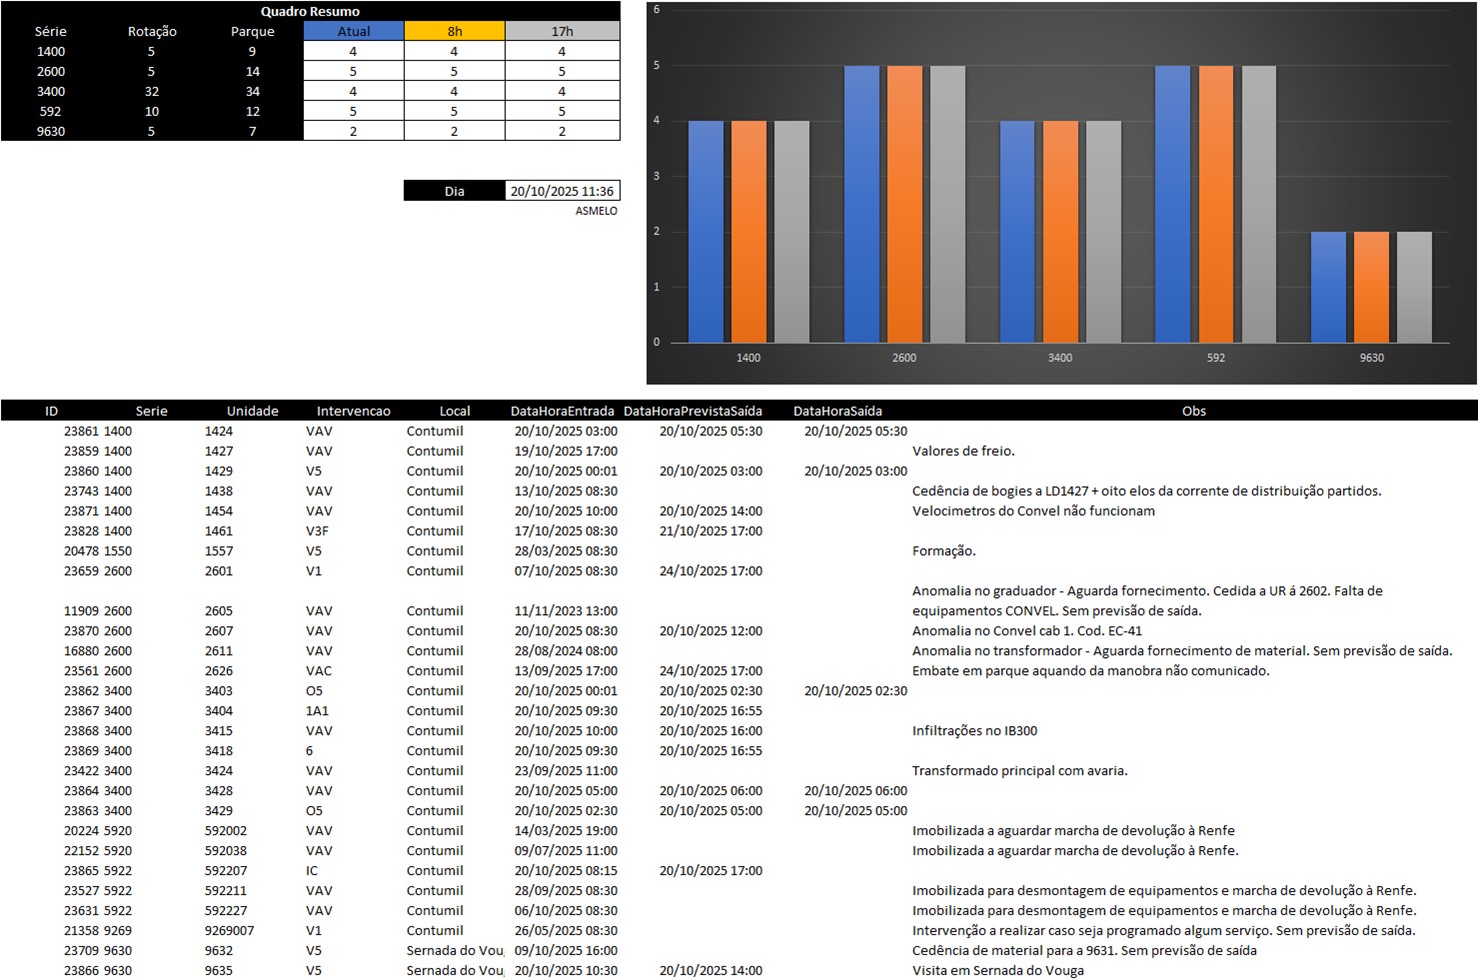 Quadro Resumo
Série Rotação Parque Atual 8h 17h
1400 5 9 4 4 4
2600 5 14 5 5 5
3400 32 34 4 4 4
592 10 12 5 5 5
9630 5 7 2 2 2
Dia 20/10/2025 11:36
ASMELO
6
5
4
3
2
1
0
1400 2600 3400 592 9630
ID Serie Unidade Intervencao Local DataHoraEntrada DataHoraPrevistaSaída DataHoraSaída Obs
23861 1400 1424 VAV Contumil 20/10/2025 03:00 20/10/2025 05:30 20/10/2025 05:30
23859 1400 1427 VAV Contumil 19/10/2025 17:00 Valores de freio.
23860 1400 1429 V5 Contumil 20/10/2025 00:01 20/10/2025 03:00 20/10/2025 03:00
23743 1400 1438 VAV Contumil 13/10/2025 08:30 Cedência de bogies a LD1427 + oito elos da corrente de distribuição partidos.
23871 1400 1454 VAV Contumil 20/10/2025 10:00 20/10/2025 14:00 Velocimetros do Convel não funcionam
23828 1400 1461 V3F Contumil 17/10/2025 08:30 21/10/2025 17:00
20478 1550 1557 V5 Contumil 28/03/2025 08:30 Formação.
23659 2600 2601 V1 Contumil 07/10/2025 08:30 24/10/2025 17:00
Anomalia no graduador - Aguarda fornecimento. Cedida a UR á 2602. Falta de
11909 2600 2605 VAV Contumil 11/11/2023 13:00 equipamentos CONVEL. Sem previsão de saída.
23870 2600 2607 VAV Contumil 20/10/2025 08:30 20/10/2025 12:00 Anomalia no Convel cab 1. Cod. EC-41
16880 2600 2611 VAV Contumil 28/08/2024 08:00 Anomalia no transformador - Aguarda fornecimento de material. Sem previsão de saída.
23561 2600 2626 VAC Contumil 13/09/2025 17:00 24/10/2025 17:00 Embate em parque aquando da manobra não comunicado.
23862 3400 3403 O5 Contumil 20/10/2025 00:01 20/10/2025 02:30 20/10/2025 02:30
23867 3400 3404 1A1 Contumil 20/10/2025 09:30 20/10/2025 16:55
23868 3400 3415 VAV Contumil 20/10/2025 10:00 20/10/2025 16:00 Infiltrações no IB300
23869 3400 3418 6 Contumil 20/10/2025 09:30 20/10/2025 16:55
23422 3400 3424 VAV Contumil 23/09/2025 11:00 Transformado principal com avaria.
23864 3400 3428 VAV Contumil 20/10/2025 05:00 20/10/2025 06:00 20/10/2025 06:00
23863 3400 3429 O5 Contumil 20/10/2025 02:30 20/10/2025 05:00 20/10/2025 05:00
20224 5920 592002 VAV Contumil 14/03/2025 19:00 Imobilizada a aguardar marcha de devolução à Renfe
22152 5920 592038 VAV Contumil 09/07/2025 11:00 Imobilizada a aguardar marcha de devolução à Renfe.
23865 5922 592207 IC Contumil 20/10/2025 08:15 20/10/2025 17:00
23527 5922 592211 VAV Contumil 28/09/2025 08:30 Imobilizada para desmontagem de equipamentos e marcha de devolução à Renfe.
23631 5922 592227 VAV Contumil 06/10/2025 08:30 Imobilizada para desmontagem de equipamentos e marcha de devolução à Renfe.
21358 9269 9269007 V1 Contumil 26/05/2025 08:30 Intervenção a realizar caso seja programado algum serviço. Sem previsão de saída.
23709 9630 9632 V5 Sernada do Vou 09/10/2025 16:00 Cedência de material para a 9631. Sem previsão de saída
23866 9630 9635 V5 Sernada do Vou 20/10/2025 10:30 20/10/2025 14:00 Visita em Sernada do Vouga